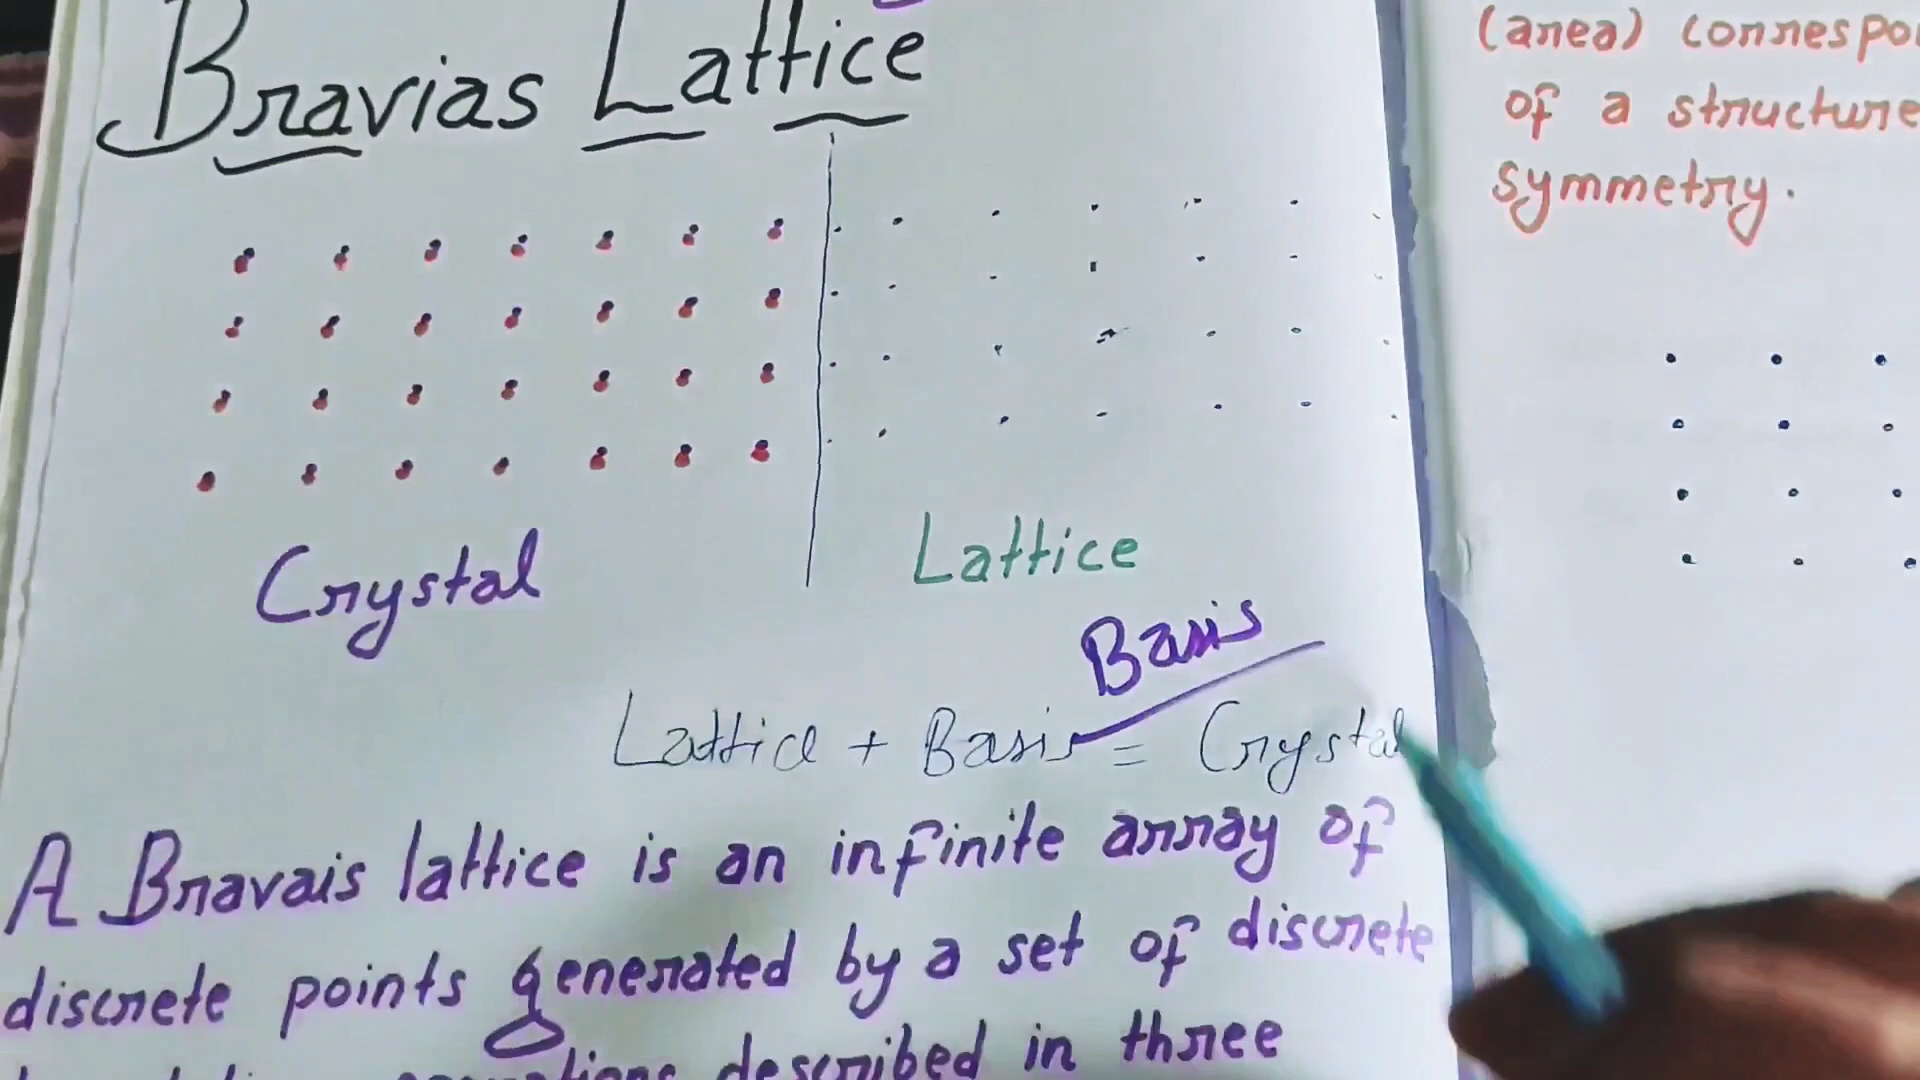 Bravias Lattice
Crystal
Lattice
Basis
Lattice + Basis = Crystal
A Bravais lattice is an infinite array of
discrete points generated by a set of discrete
described in three
(area)
of a structure
symmetry.